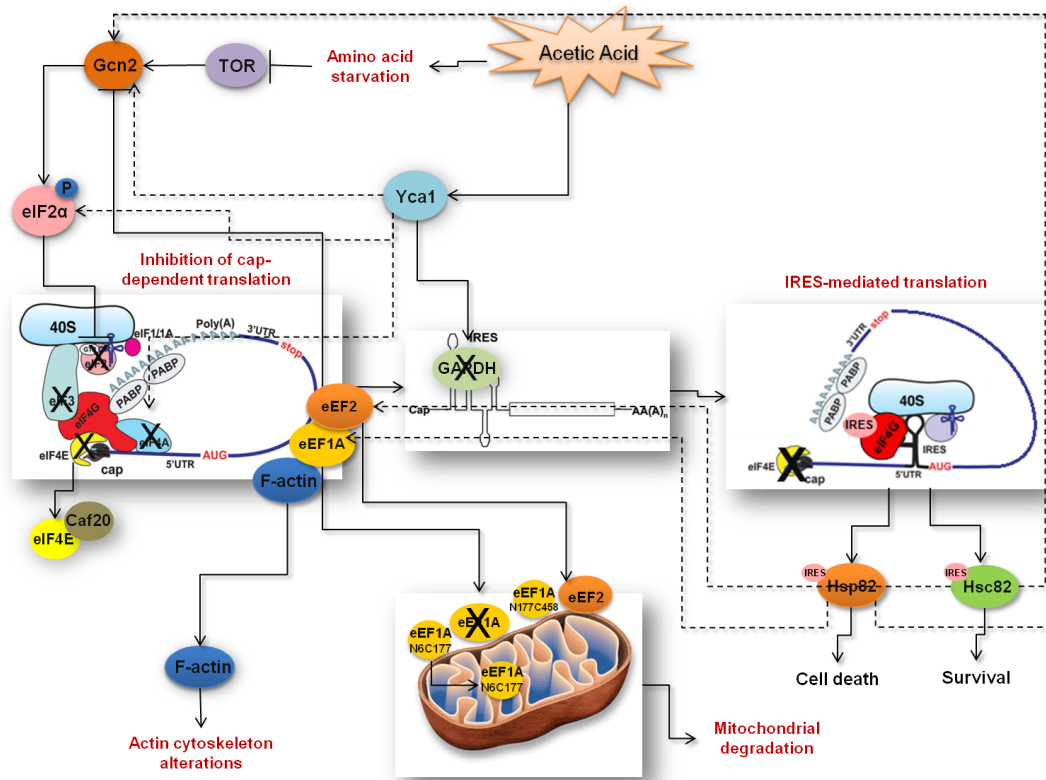 Acetic Acid
Amino acid
starvation
TOR
Gcn2
P
eIF2α
Yca1
Inhibition of cap-
dependent translation
IRES-mediated translation
40S
eIF1/1A
Poly(A)
3'UTR
stop
AAAAAAAAAAAAAAAA
eIF2
PABP
PABP
eIF3
eIF4G
eIF4A
eIF4E
cap
5'UTR
AUG
eEF2
eEF1A
F-actin
IRES
GAPDH
Cap
AA(A)n
3'UTR
stop
AAAAAAAA
PABP
PABP
40S
IRES
eIF4G
IRES
eIF4E
cap
5'UTR
AUG
eIF4E
Caf20
IRES
Hsp82
IRES
Hsc82
Cell death
Survival
eEF1A
N177C458
eEF2
eEF1A
eEF1A
N6C177
eEF1A
N6C177
F-actin
Actin cytoskeleton
alterations
Mitochondrial
degradation